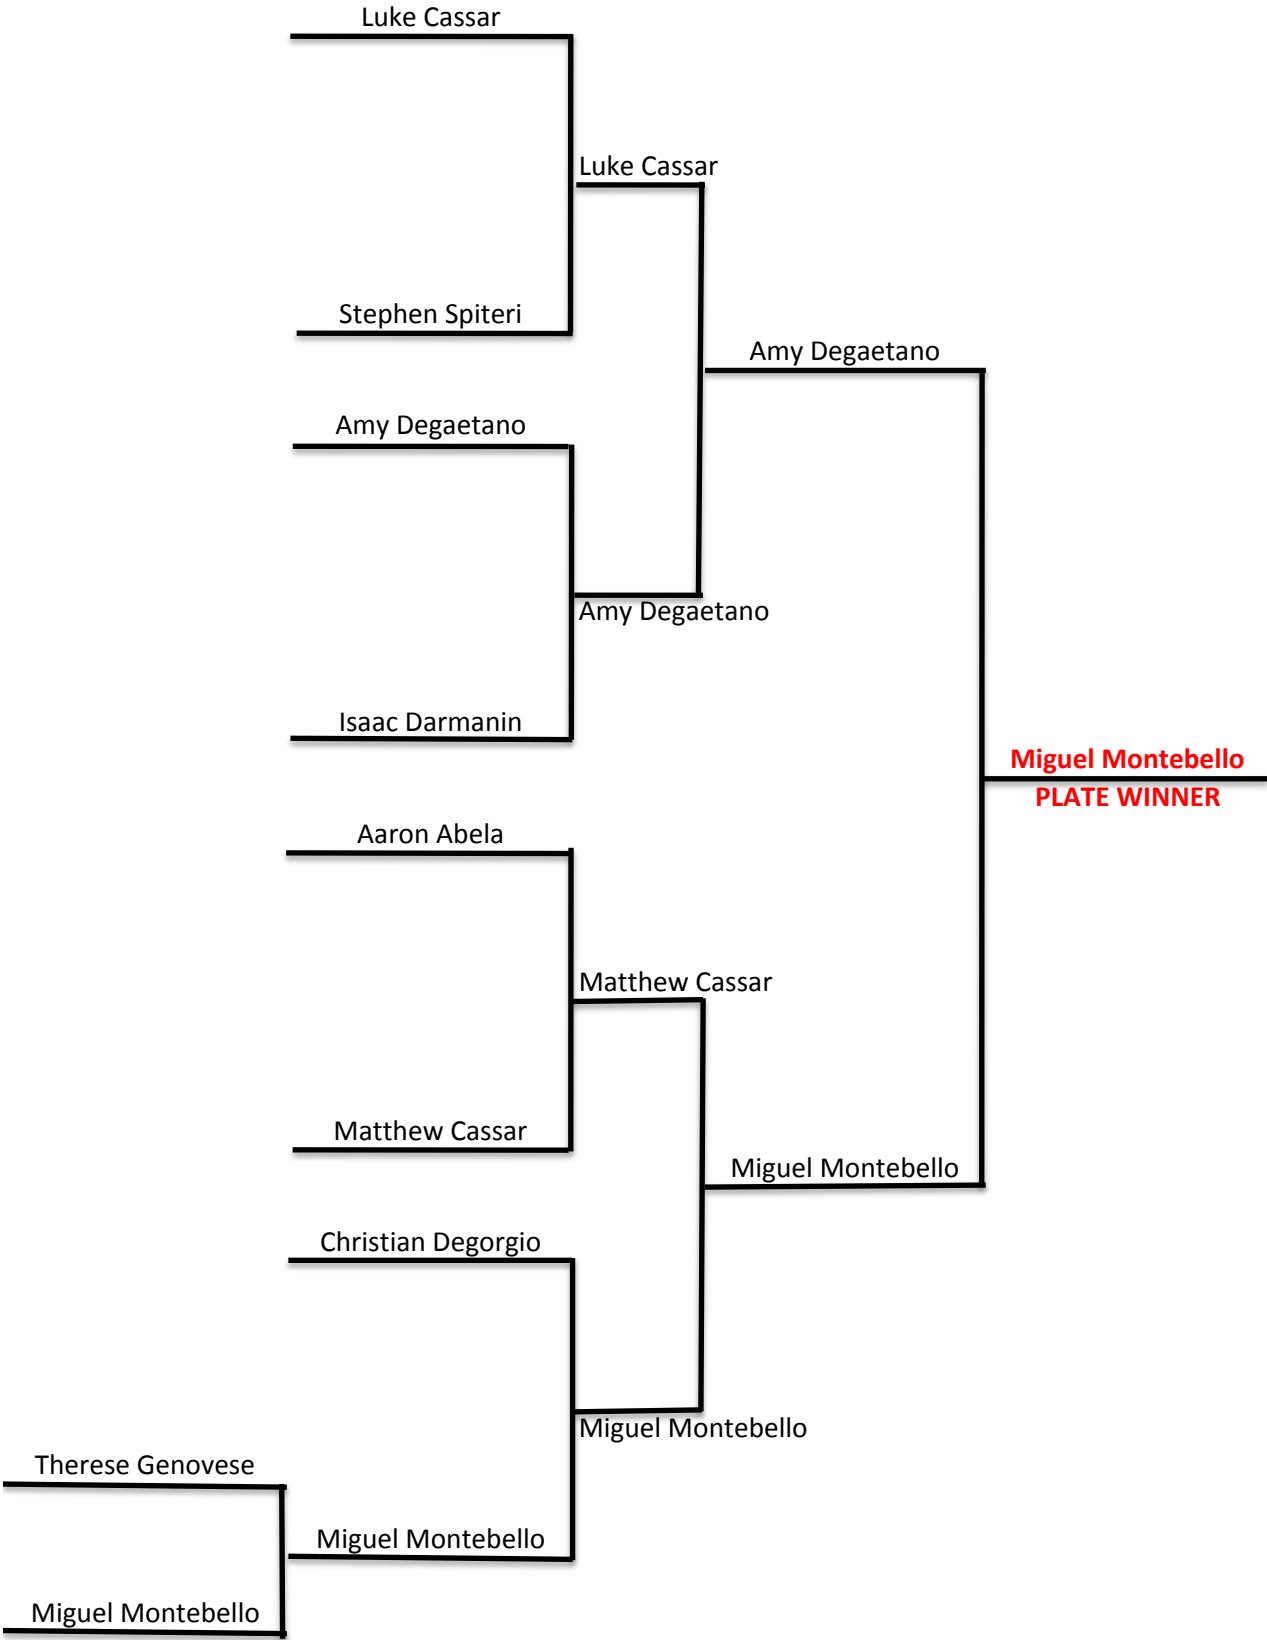 Luke Cassar
Luke Cassar
Stephen Spiteri
Amy Degaetano
Amy Degaetano
Amy Degaetano
Isaac Darmanin
Miguel Montebello
PLATE WINNER
Aaron Abela
Matthew Cassar
Matthew Cassar
Miguel Montebello
Christian Degorgio
Miguel Montebello
Therese Genovese
Miguel Montebello
Miguel Montebello